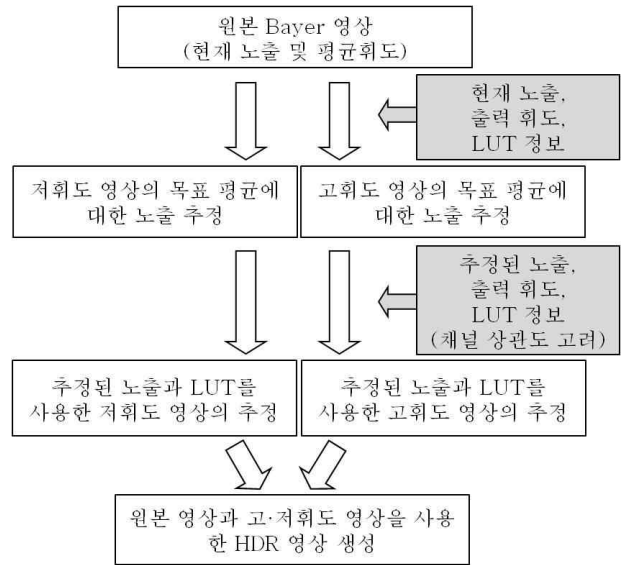 원본 Bayer 영상
(현재 노출 및 평균휘도)
현재 노출,
출력 휘도,
LUT 정보
저휘도 영상의 목표 평균에
대한 노출 추정
고휘도 영상의 목표 평균에
대한 노출 추정
추정된 노출,
출력 휘도,
LUT 정보
(채널 상관도 고려)
추정된 노출과 LUT를
사용한 저휘도 영상의 추정
추정된 노출과 LUT를
사용한 고휘도 영상의 추정
원본 영상과 고·저휘도 영상을 사용
한 HDR 영상 생성